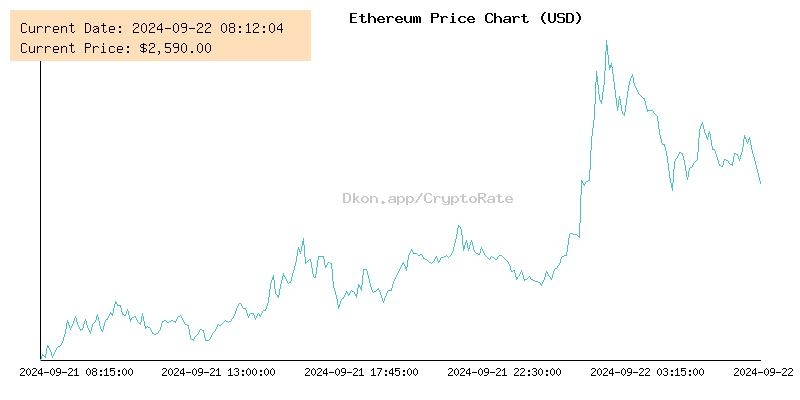 Ethereum Price Chart (USD)
Current Date: 2024-09-22 08:12:04
Current Price: $2,590.00
Dkon.app/CryptoRate
2024-09-21 08:15:00 2024-09-21 13:00:00 2024-09-21 17:45:00 2024-09-21 22:30:00 2024-09-22 03:15:00 2024-09-22